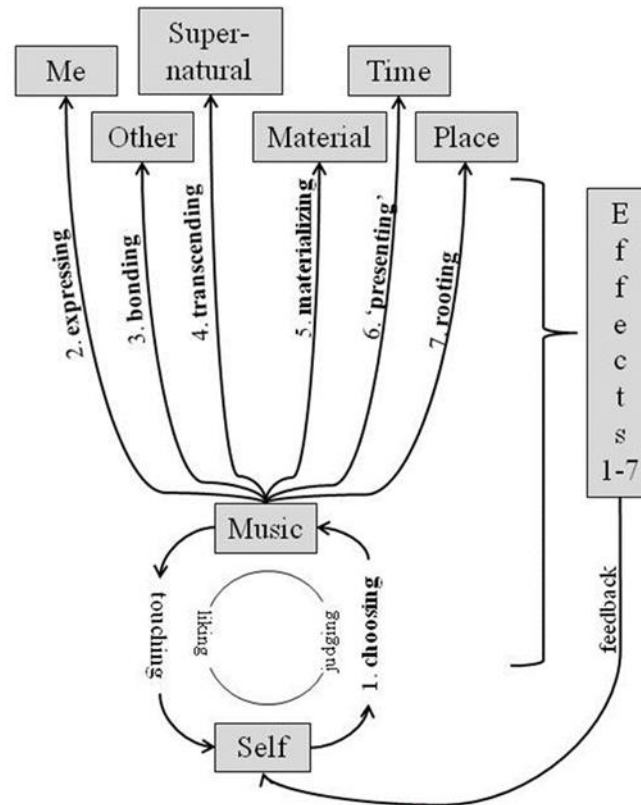 Super-
natural
Me
Time
Other
Material
Place
2. expressing
3. bonding
4. transcending
5. materializing
6. ‘presenting’
7. rooting
E
f
f
e
c
t
s
1-7
Music
touching
liking
judging
1. choosing
feedback
Self